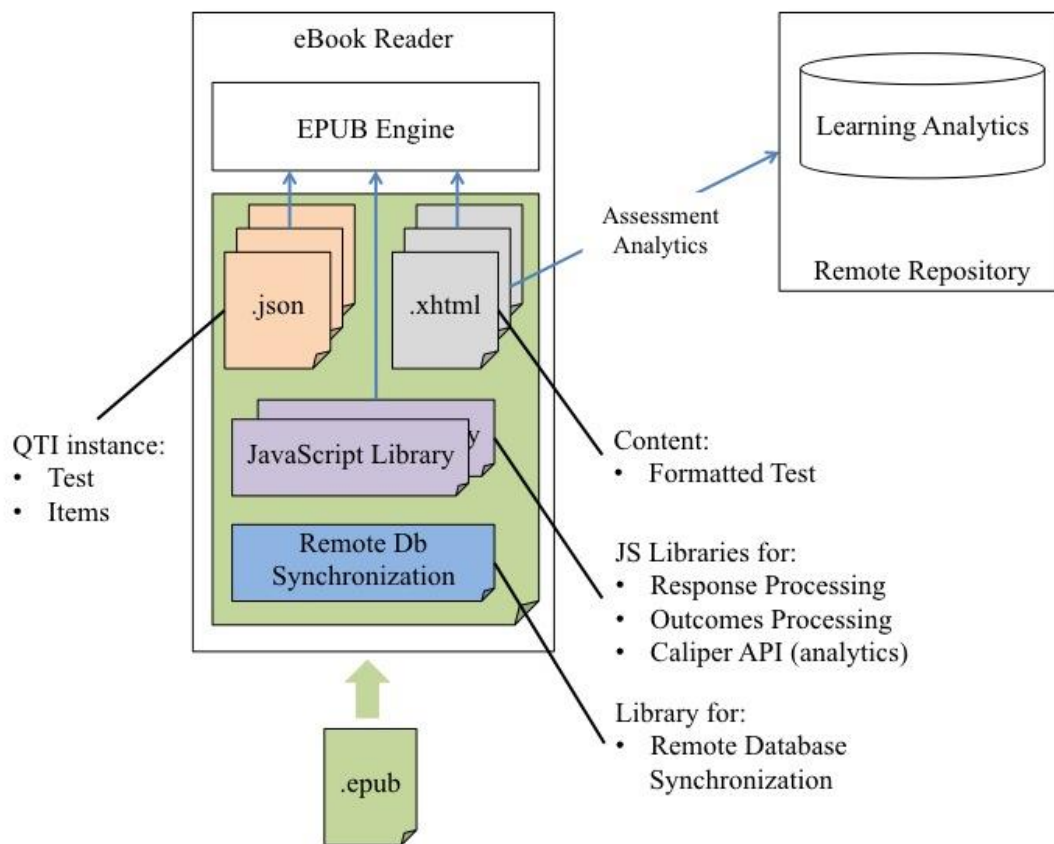 eBook Reader
EPUB Engine
.json
.xhtml
JavaScript Library
y
Remote Db
Synchronization
.epub
QTI instance:
• Test
• Items
Assessment
Analytics
Learning Analytics
Remote Repository
Content:
• Formatted Test
JS Libraries for:
• Response Processing
• Outcomes Processing
• Caliper API (analytics)
Library for:
• Remote Database
Synchronization